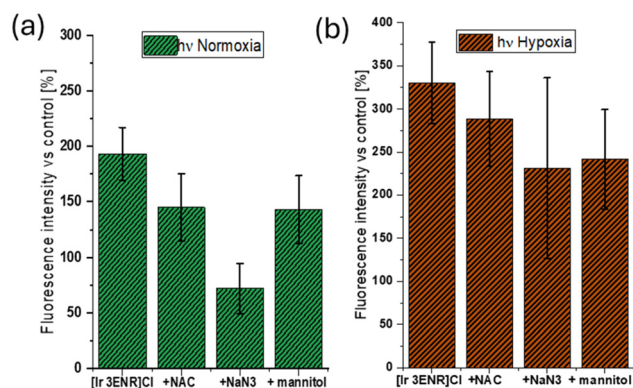 (a)
hν Normoxia
Fluorescence intensity vs control [%]
300
250
200
150
100
50
0
[Ir 3ENR]Cl +NAC +NaN3 + mannitol
(b)
hν Hypoxia
Fluorescence intensity vs control [%]
400
350
300
250
200
150
100
50
0
[Ir 3ENR]Cl +NAC +NaN3 + mannitol